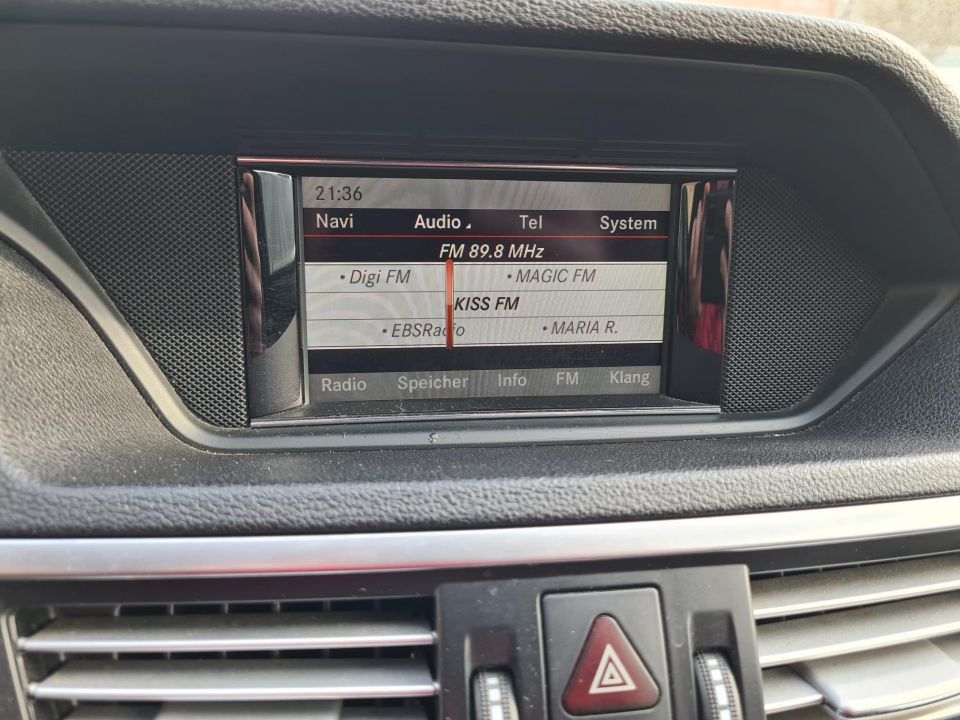 21:36
Navi Audio Tel System
FM 89.8 MHz
•Digi FM •MAGIC FM
KISS FM
•EBSRadio •MARIA R.
Radio Speicher Info FM Klang